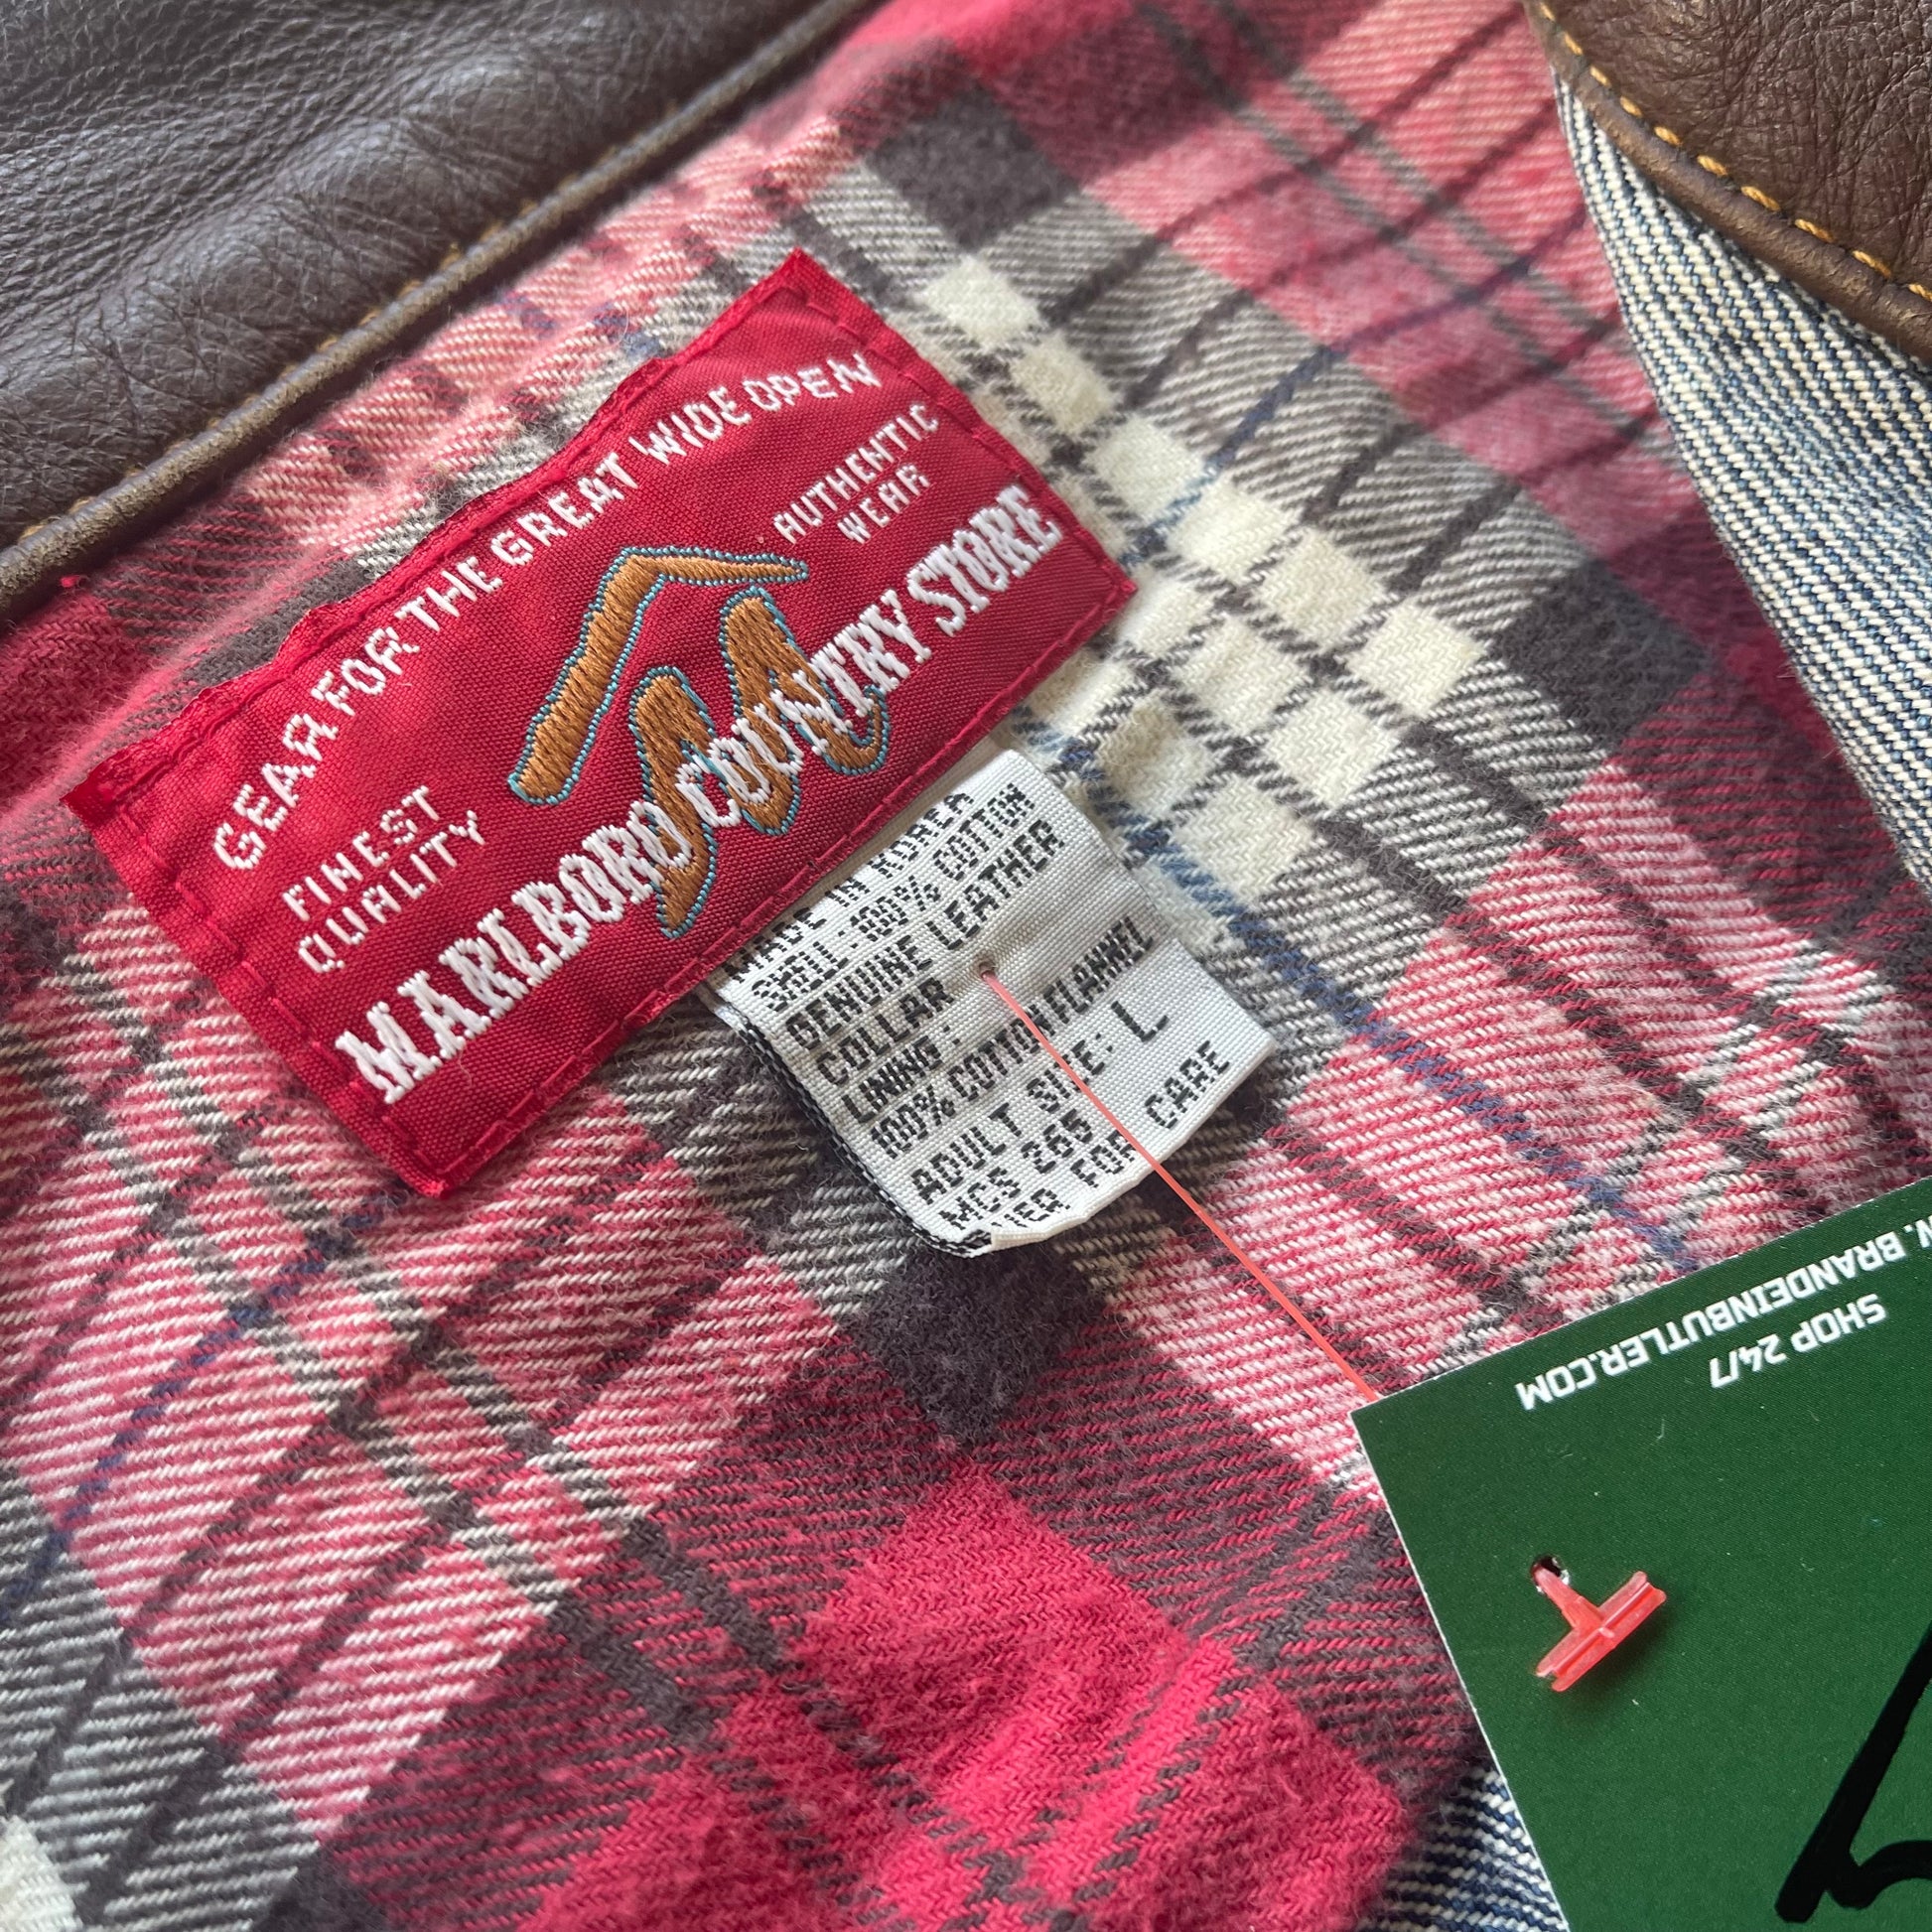 GEAR FOR THE GREAT WIDE OPEN
AUTHENTIC
WEAR
FINEST
QUALITY
MARLBORO COUNTRY STORE
MADE IN KOREA
SHELL:100% COTTON
GENUINE LEATHER
COLLAR
LINING:
100% COTTON FLANNEL
ADULT SIZE: L
MCS 265
FOR CARE
BRANDEINBUTLER.COM
SHOP 24/7